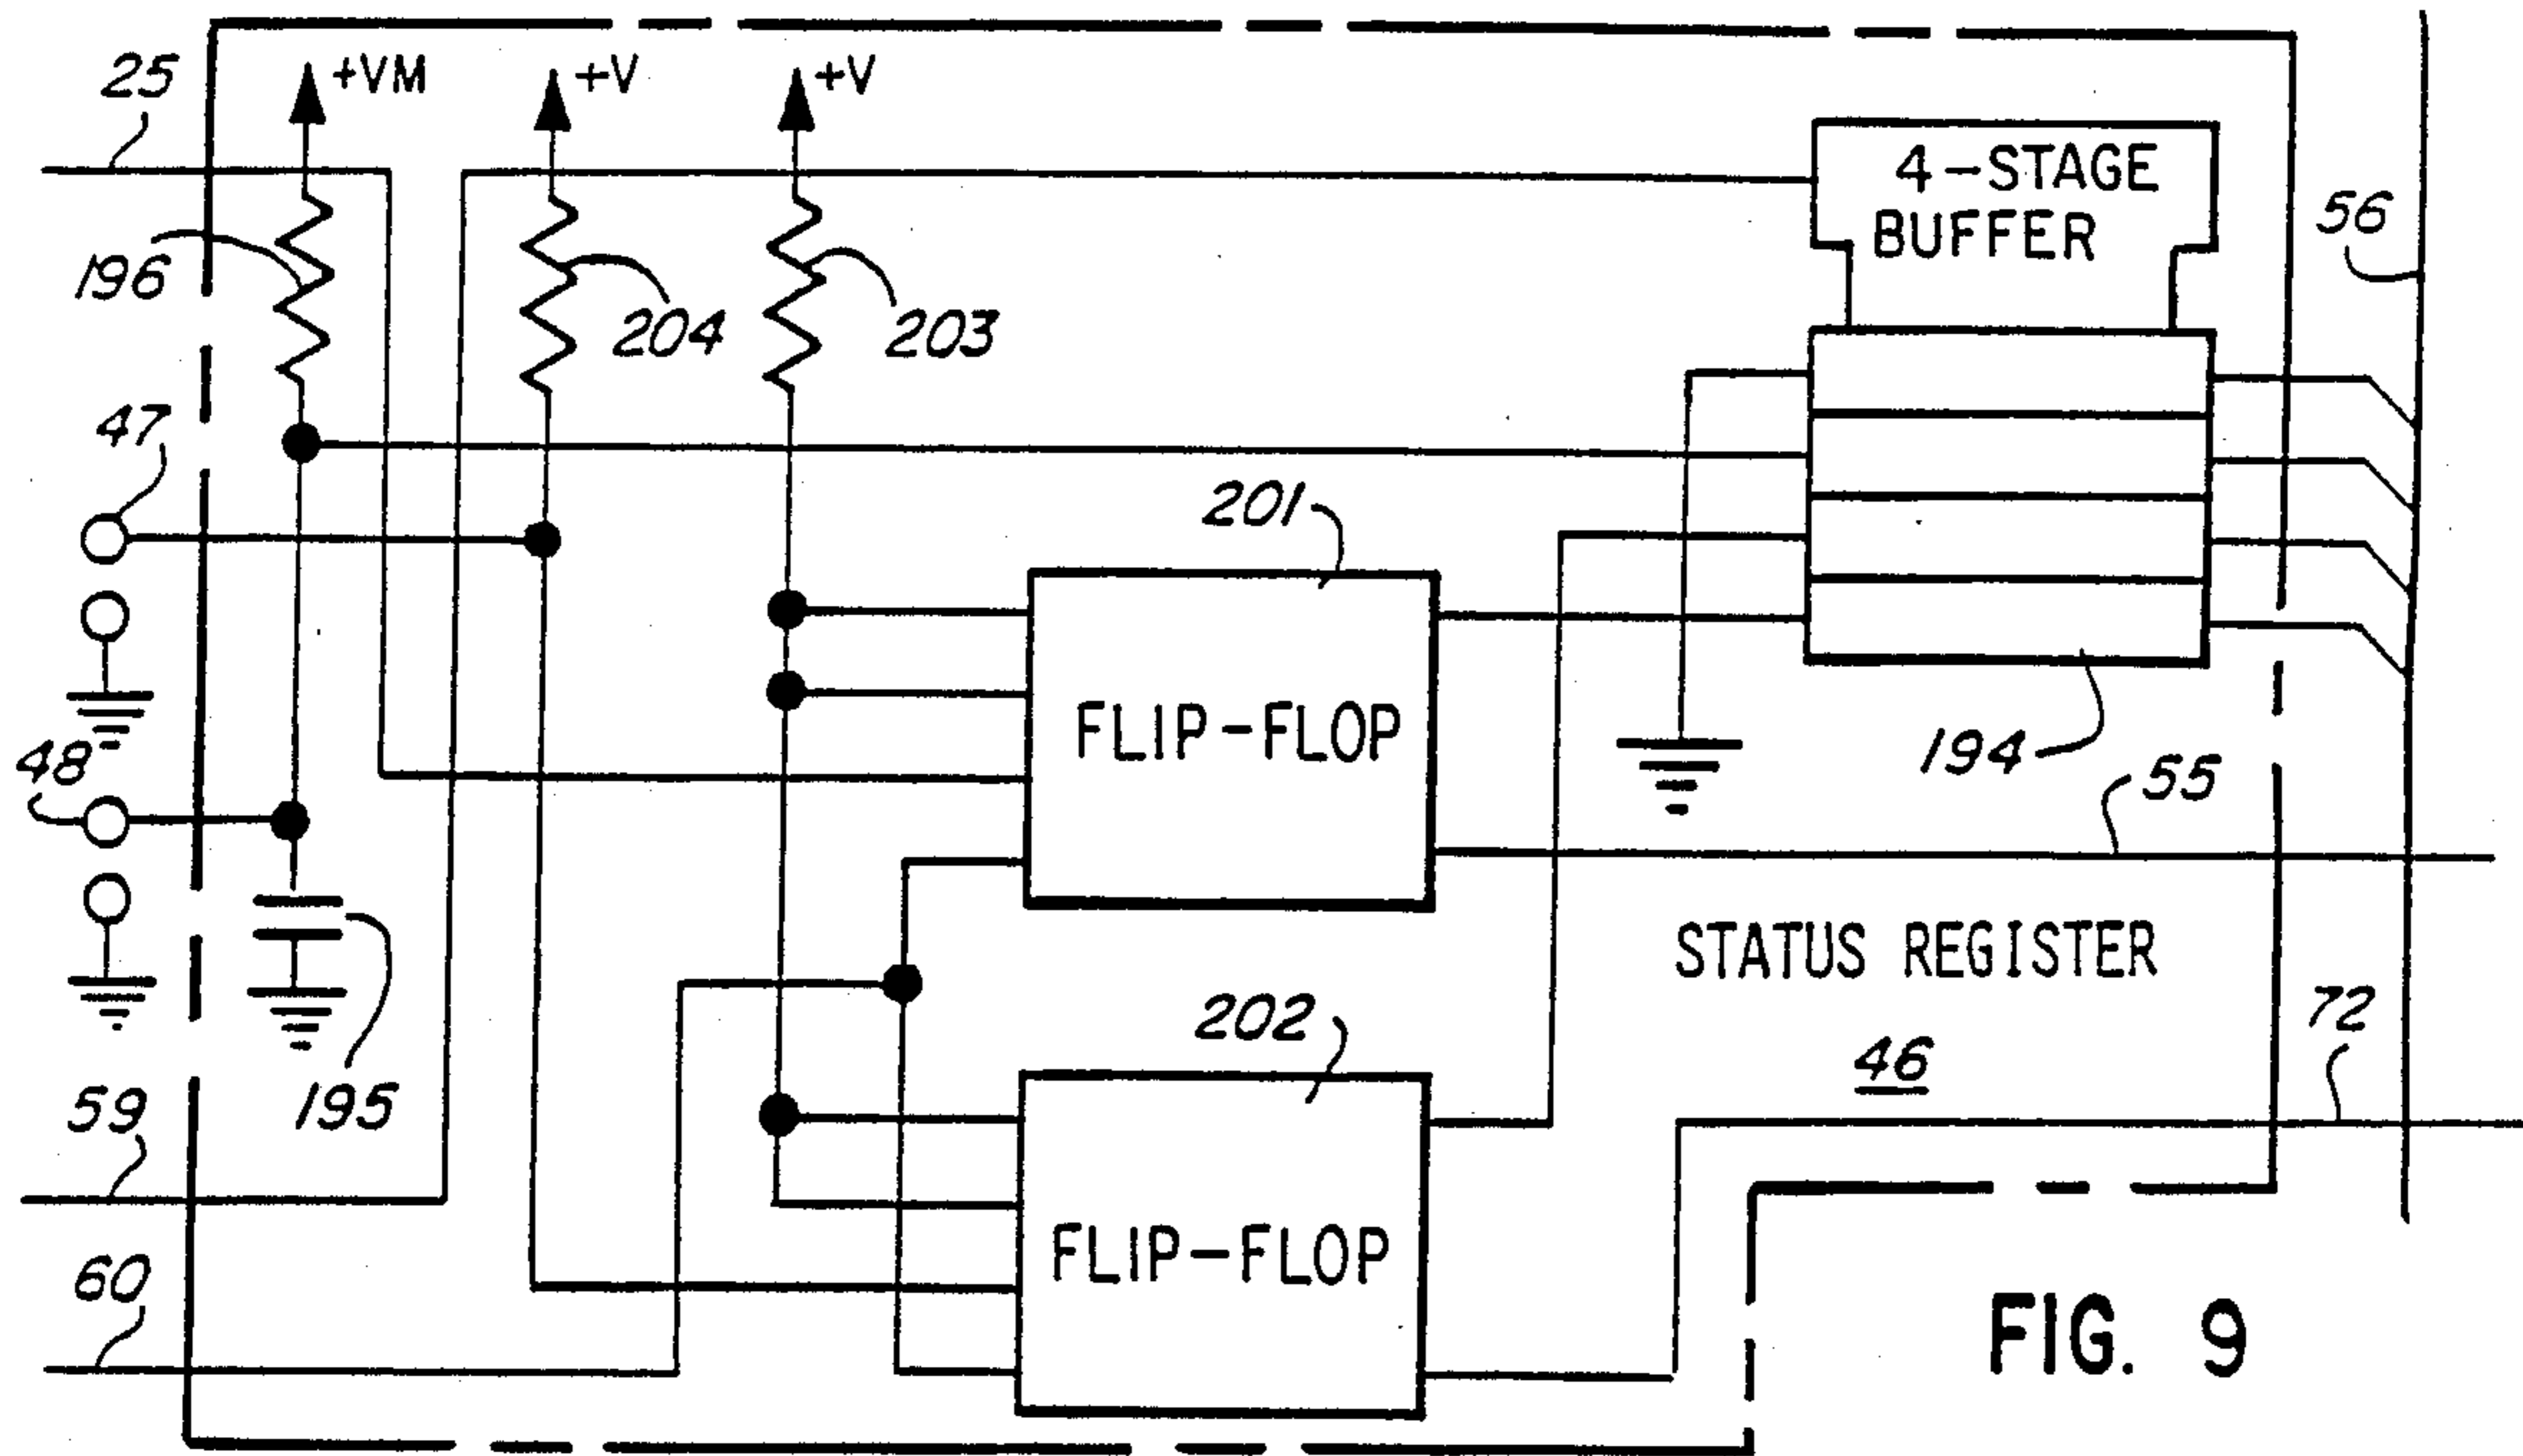 25
+VM
+V
+V
4-STAGE
BUFFER
56
196
204
203
47
201
FLIP-FLOP
194
48
55
STATUS REGISTER
195
202
46
72
59
FLIP-FLOP
60
FIG. 9